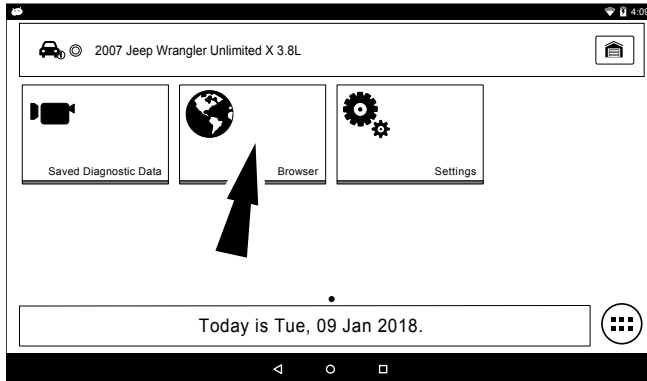 4:09
2007 Jeep Wrangler Unlimited X 3.8L
Saved Diagnostic Data
Browser
Settings
Today is Tue, 09 Jan 2018.